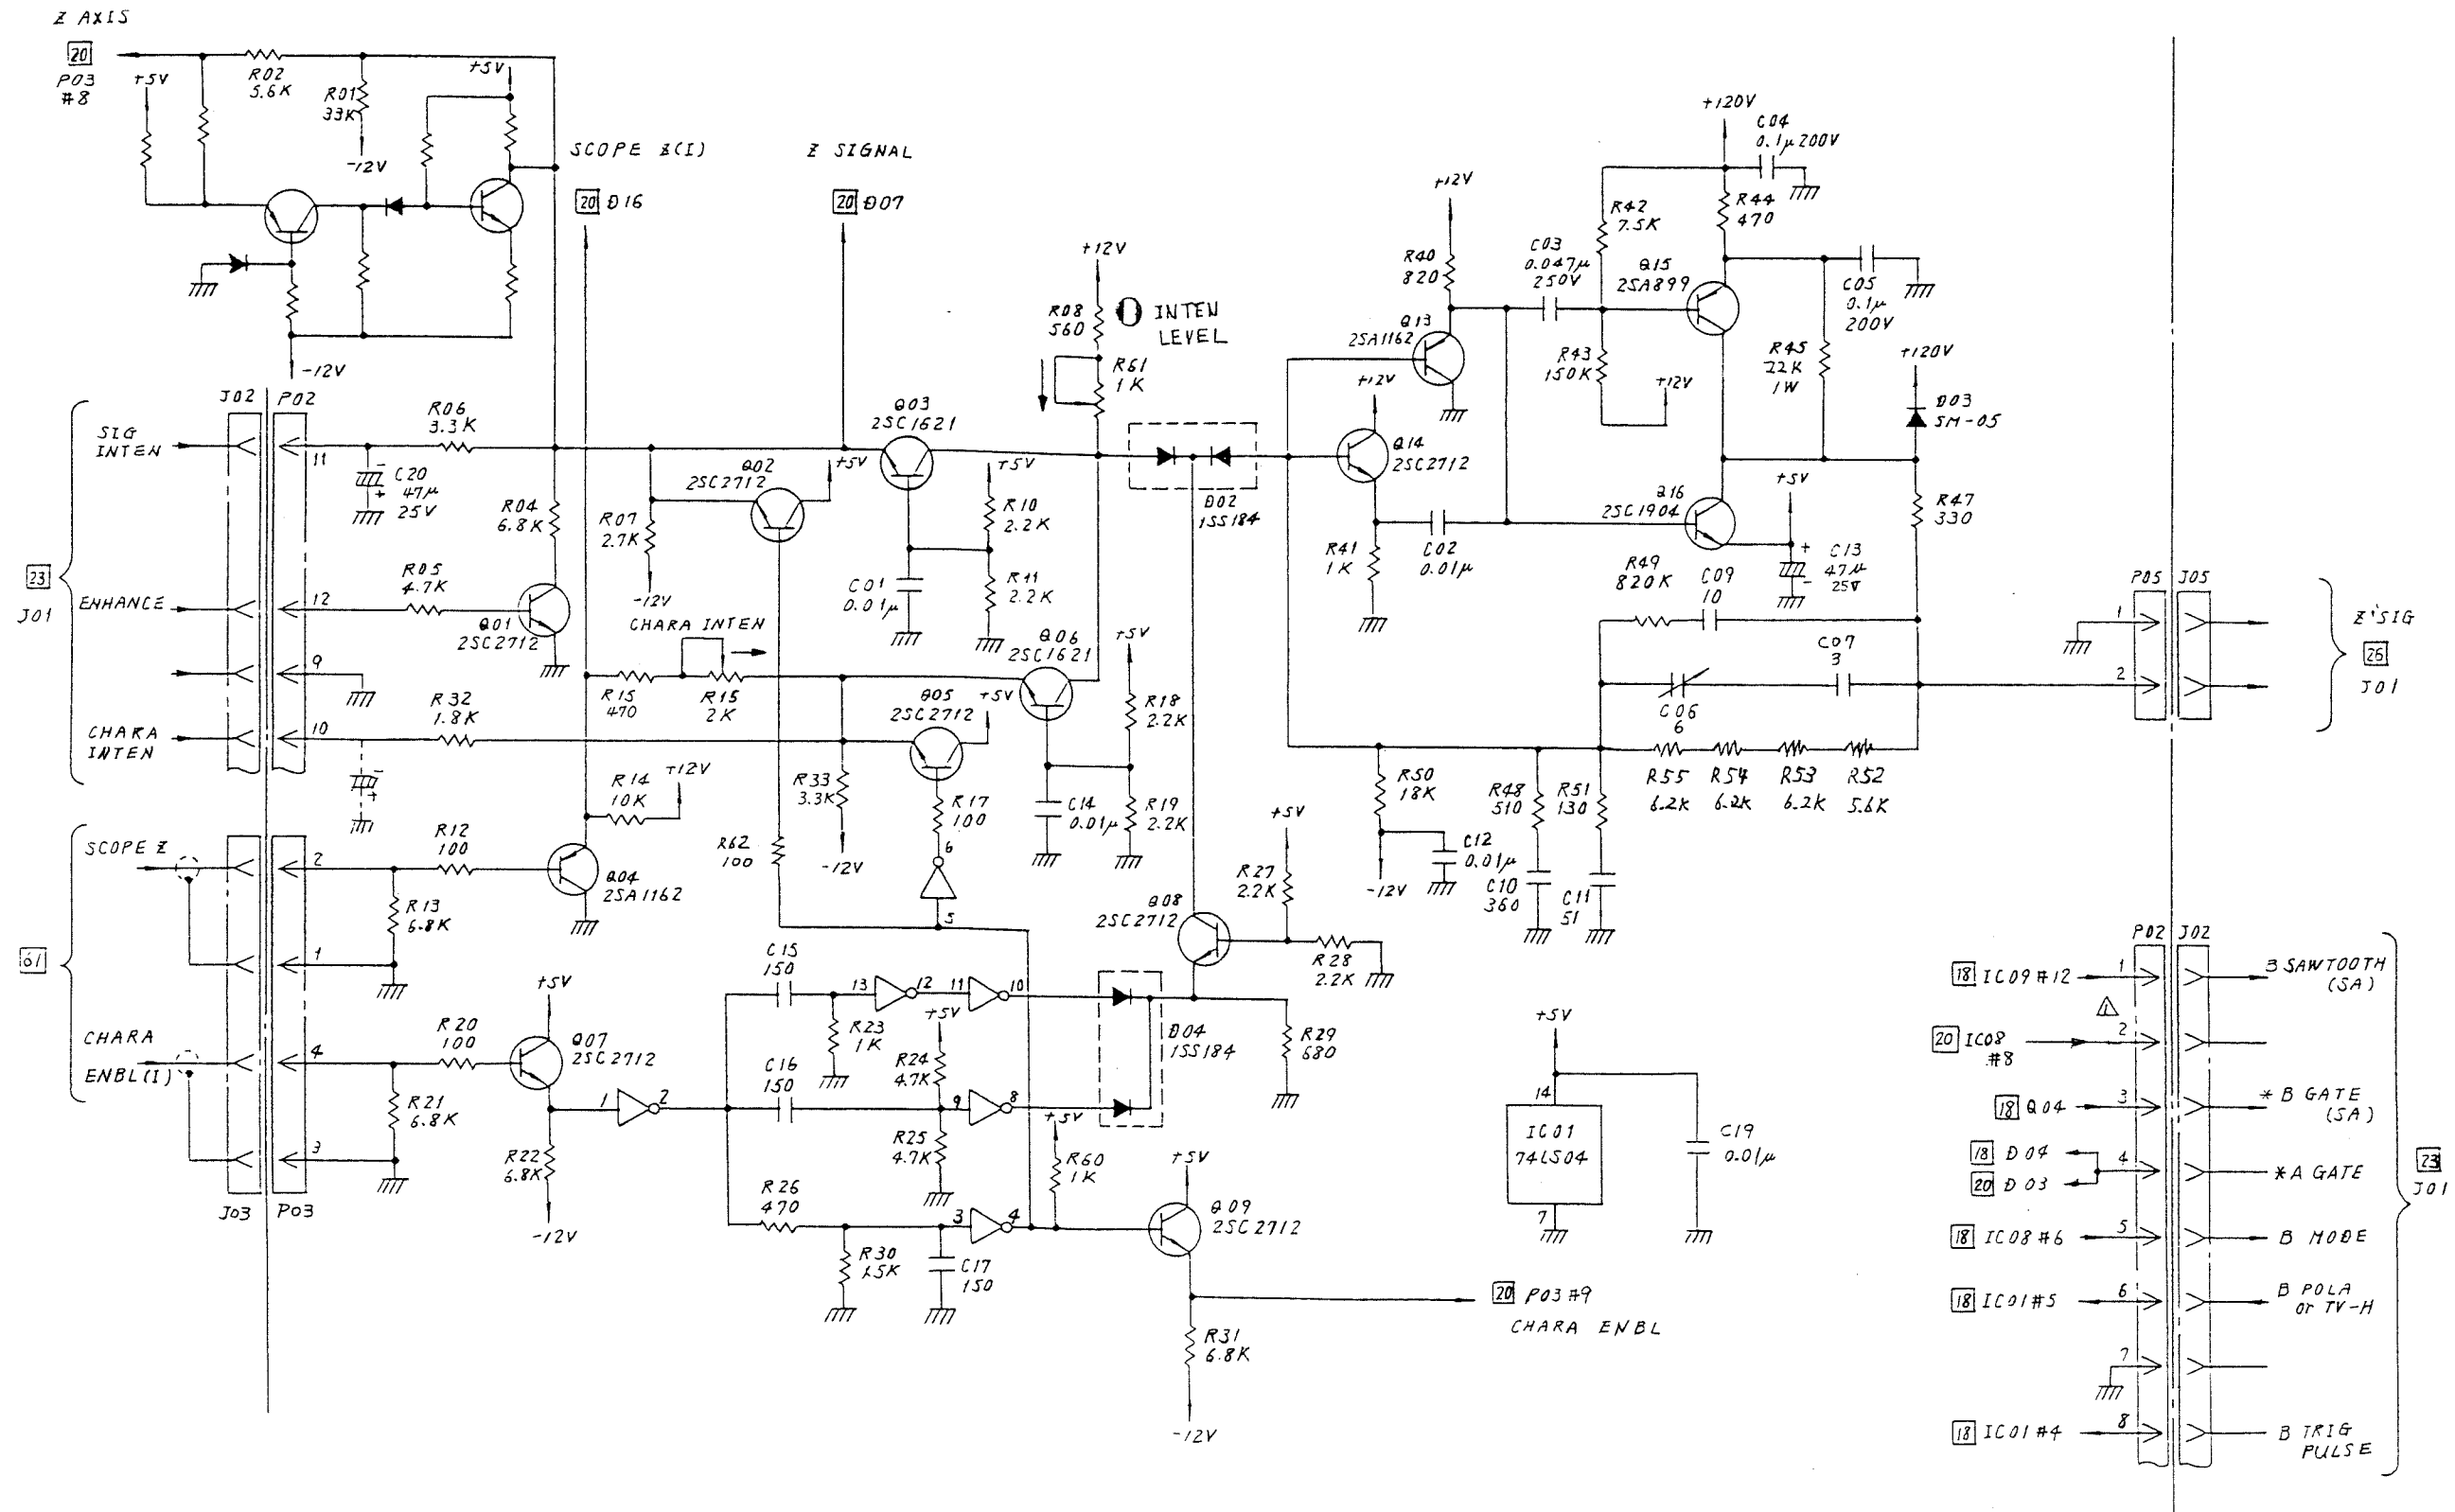 Z AXIS
20
P03
#8
+5V
R02
5.6K
R01
33K
-12V
+5V
-12V
SCOPE Z(I)
20 D16
Z SIGNAL
20 D07
J02
P02
SIG
INTEN
11
R06
3.3K
C20
47μ
25V
23
J01
ENHANCE
12
R05
4.7K
R04
6.8K
Q01
2SC2712
9
CHARA
INTEN
10
R32
1.8K
Q02
2SC2712
+5V
R07
2.7K
-12V
Q03
2SC1621
+5V
R10
2.2K
C01
0.01μ
R11
2.2K
CHARA INTEN
R15
470
R15
2K
Q05
2SC2712
+5V
Q06
2SC1621
+5V
R18
2.2K
C14
0.01μ
R19
2.2K
R14
10K
+12V
R33
3.3K
-12V
R17
100
6
5
R62
100
+12V
R08
560
INTEN
LEVEL
R61
1K
D02
1SS184
+12V
R40
820
Q13
2SA1162
+12V
Q14
2SC2712
R41
1K
C02
0.01μ
C03
0.047μ
250V
R42
7.5K
R43
150K
+12V
+120V
C04
0.1μ 200V
R44
470
Q15
2SA899
C05
0.1μ
200V
R45
22K
1W
+120V
D03
SM-05
+5V
Q16
2SC1904
C13
47μ
25V
R47
330
R49
820K
C09
10
C07
3
C06
6
R55
6.2K
R54
6.2K
R53
6.2K
R52
5.6K
R50
18K
C12
0.01μ
-12V
R48
510
C10
360
R51
130
C11
51
P05
J05
1
2
Z'SIG
26
J01
SCOPE Z
2
R12
100
R13
6.8K
Q04
2SA1162
1
61
CHARA
ENBL(I)
4
R20
100
R21
6.8K
3
J03
P03
+5V
Q07
2SC2712
R22
6.8K
-12V
1
2
C15
150
13
12
11
10
R23
1K
+5V
C16
150
R24
4.7K
9
8
R25
4.7K
R26
470
R30
1.5K
C17
150
3
4
+5V
R60
1K
D04
1SS184
Q08
2SC2712
+5V
R27
2.2K
R28
2.2K
R29
680
+5V
Q09
2SC2712
R31
6.8K
-12V
20 P03 #9
CHARA ENBL
+5V
14
IC01
74LS04
7
C19
0.01μ
P02
J02
18 IC09 #12
1
B SAWTOOTH
(SA)
1
20 IC08
#8
2
18 Q04
3
* B GATE
(SA)
18 D04
20 D03
4
* A GATE
18 IC08 #6
5
B MODE
18 IC01 #5
6
B POLA
or TV-H
7
18 IC01 #4
8
B TRIG
PULSE
23
J01